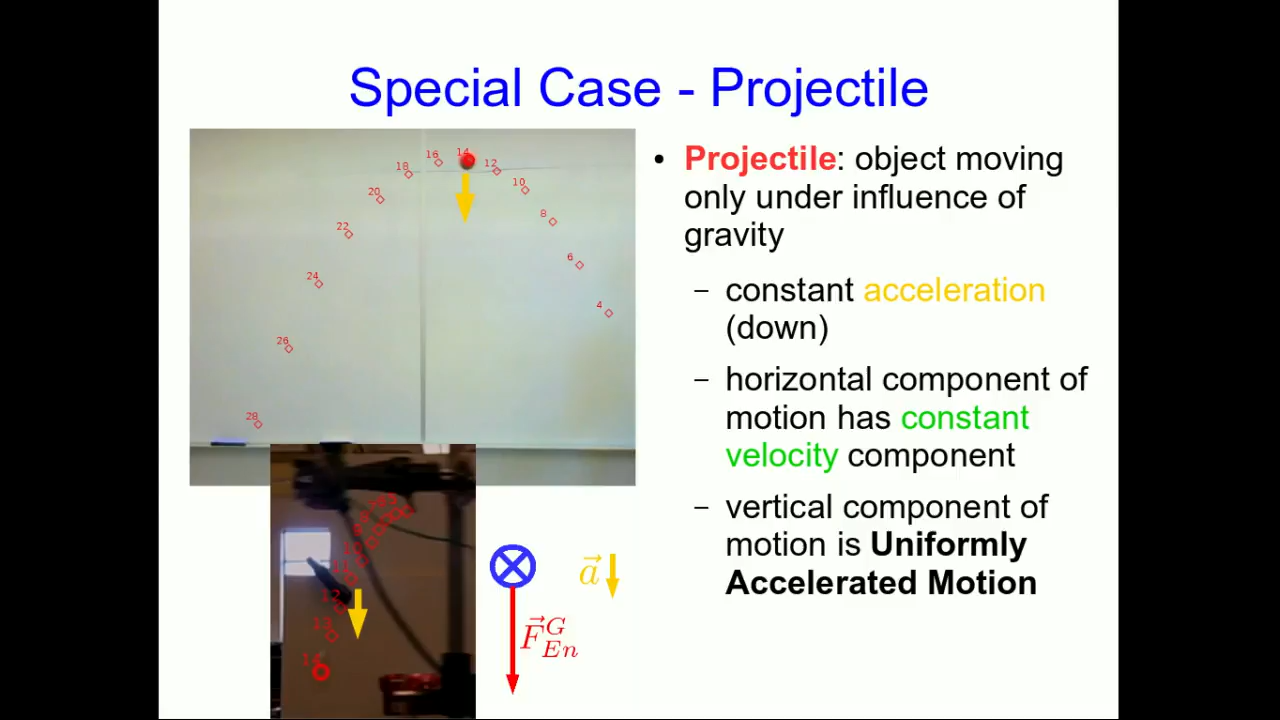 Special Case - Projectile
18
16
14
12
20
10
22
8
24
6
26
4
28
• Projectile: object moving
only under influence of
gravity
– constant acceleration
(down)
– horizontal component of
motion has constant
velocity component
– vertical component of
motion is Uniformly
Accelerated Motion
10
11
12
13
14
a⃗
F⃗^G_En